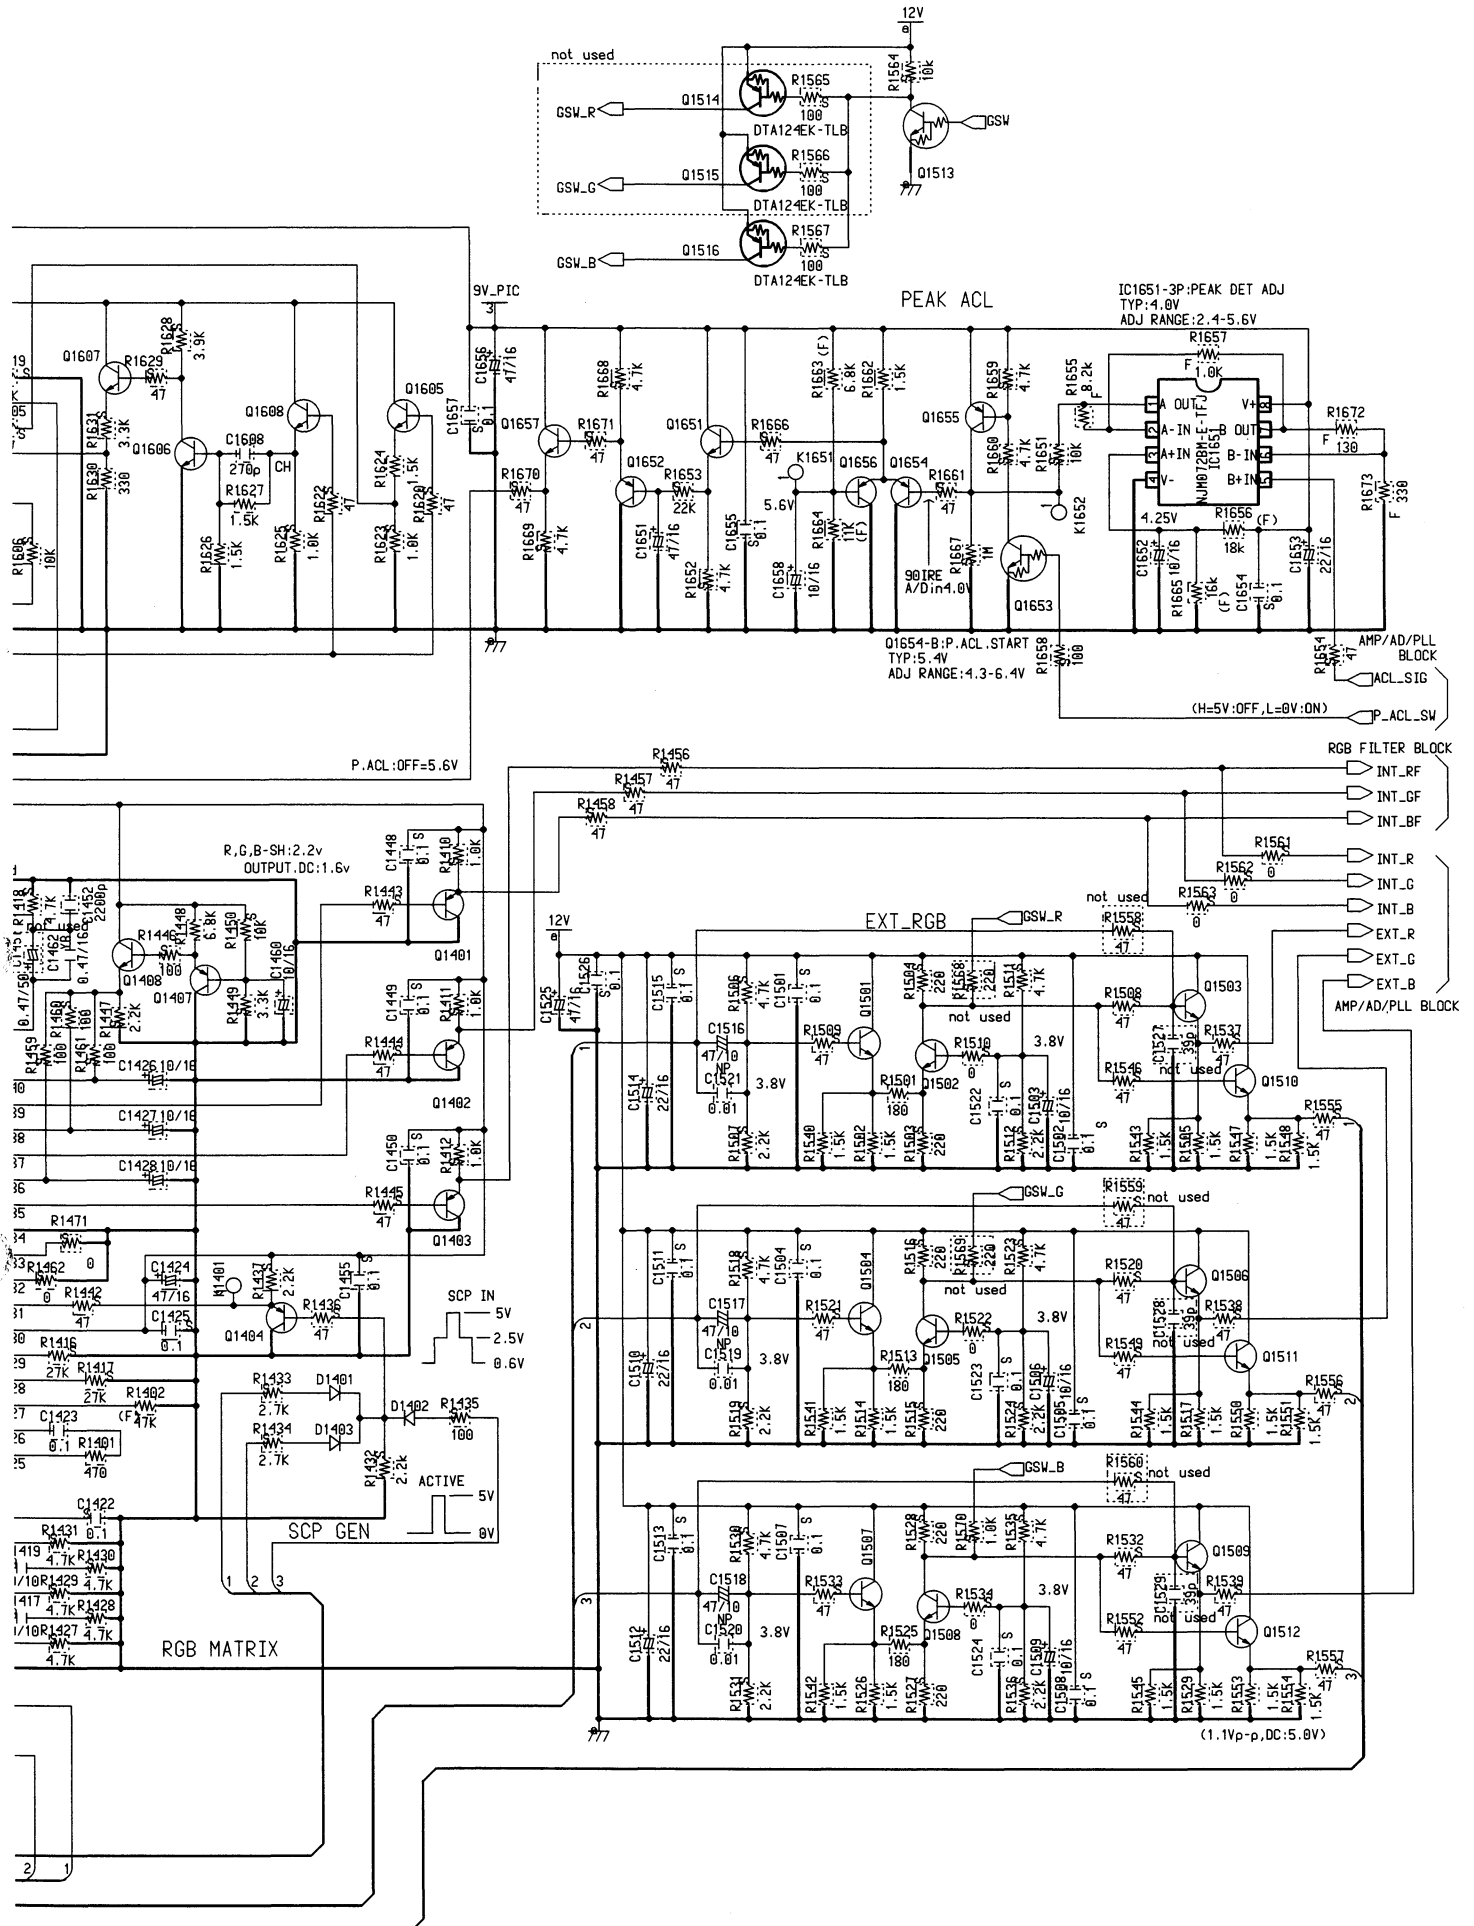 12V
a
not used
R1564
10k
Q1514
R1565
100
DTA124EK-TLB
GSW_R
GSW
Q1513
Q1515
R1566
100
DTA124EK-TLB
GSW_G
Q1516
R1567
100
DTA124EK-TLB
GSW_B
9V_PIC
3
PEAK ACL
IC1651-3P:PEAK DET ADJ
TYP:4.0V
ADJ RANGE:2.4-5.6V
R1657
F 1.0K
Q1607
R1628
3.9K
R1629
47
Q1605
Q1608
C1656
47/16
C1657
0.1
R1668
4.7K
R1663 (F)
6.8K
R1662
1.5K
R1659
4.7K
R1655
8.2k
F
A OUT
V+
A-IN
B OUT
A+IN
B-IN
V-
B+IN
NJM072BM-E-TFJ
IC1651
R1672
F 130
R1631
3.3K
R1630
330
Q1606
C1608
270p
CH
R1627
1.5K
R1622
47
R1624
1.5K
R1620
47
R1626
1.5K
R1625
1.0K
R1623
1.0K
R1606
10K
Q1657
R1671
47
R1670
47
R1669
4.7K
Q1651
R1666
47
Q1652
R1653
22K
C1651
47/16
R1652
4.7K
C1655
0.1
K1651
5.6V
Q1656
Q1654
R1661
47
R1664
11K
(F)
C1658
10/16
90IRE
A/Din4.0V
Q1655
R1660
4.7K
R1651
10K
K1652
R1667
1M
Q1653
4.25V
R1656
(F)
18k
C1652
10/16
R1665
16k
(F)
C1654
0.1
C1653
22/16
R1673
330
F
Q1654-B:P.ACL.START
TYP:5.4V
ADJ RANGE:4.3-6.4V
R1658
100
R1654
47
AMP/AD/PLL
BLOCK
ACL_SIG
(H=5V:OFF,L=0V:ON)
P_ACL_SW
P.ACL:OFF=5.6V
R1456
47
R1457
47
R1458
47
RGB FILTER BLOCK
INT_RF
INT_GF
INT_BF
R1561
0
INT_R
R1562
0
INT_G
R1563
0
INT_B
EXT_R
EXT_G
EXT_B
AMP/AD/PLL BLOCK
R,G,B-SH:2.2v
OUTPUT.DC:1.6v
C1448
0.1 S
R1410
1.0K
R1443
47
Q1401
R1418
4.7K
C1452
2200p
C1462
0.47/16
0.47/50
R1446
100
R1448
6.8K
R1450
10K
C1460
10/16
Q1408
Q1407
R1449
3.3K
R1447
2.2K
R1459
100
R1460
100
R1461
100
C1449
0.1 S
R1411
1.0K
R1444
47
Q1402
C1426 10/16
C1427 10/16
C1428 10/16
C1450
0.1 S
R1412
1.0K
R1445
47
Q1403
R1471
0
R1462
0
C1424
47/16
R1442
47
C1425
0.1
R1416
27K
R1417
27K
R1402
(F) 47K
C1423
0.1
R1401
470
K1401
R1437
2.2K
Q1404
R1436
47
C1455
0.1
SCP IN
5V
2.5V
0.6V
R1433
2.7K
D1401
R1434
2.7K
D1403
D1402
R1435
100
R1432
2.2k
ACTIVE
5V
0V
SCP GEN
C1422
0.1
R1431
4.7K
R1430
4.7K
R1429
4.7K
R1428
4.7K
R1427
4.7K
1 2 3
RGB MATRIX
EXT_RGB
12V
a
GSW_R
not used
R1558
47
C1526
0.1
C1525
47/16
C1515
0.1
R1506
4.7K
C1501
0.1
Q1501
R1504
220
R1568
220
not used
R1511
4.7K
R1508
47
Q1503
C1516
47/10
NP
C1521
0.01
3.8V
R1509
47
R1501
180
Q1502
R1510
0
3.8V
C1527
39p
not used
R1537
47
R1546
47
Q1510
C1514
22/16
R1507
2.2K
R1540
1.5K
R1502
1.5K
R1503
220
C1522
0.1
R1512
2.2K
C1503
10/16
C1502
0.1
R1543
1.5K
R1505
1.5K
R1547
1.5K
R1548
1.5K
R1555
47
GSW_G
R1559
47
not used
C1511
0.1
R1518
4.7K
C1504
0.1
Q1504
R1516
220
R1569
220
not used
R1523
4.7K
R1520
47
Q1506
C1517
47/10
NP
C1519
0.01
3.8V
R1521
47
R1513
180
Q1505
R1522
0
3.8V
C1528
39p
not used
R1538
47
R1549
47
Q1511
C1510
22/16
R1519
2.2K
R1541
1.5K
R1514
1.5K
R1515
220
C1523
0.1
R1524
2.2K
C1506
10/16
C1505
0.1
R1544
1.5K
R1517
1.5K
R1550
1.5K
R1551
1.5K
R1556
47
GSW_B
R1560
47
not used
C1513
0.1
R1530
4.7K
C1507
0.1
Q1507
R1528
220
R1570
1.0K
R1535
4.7K
R1532
47
Q1509
C1518
47/10
NP
C1520
0.01
3.8V
R1533
47
R1525
180
Q1508
R1534
0
3.8V
C1529
39p
not used
R1539
47
R1552
47
Q1512
C1512
22/16
R1531
2.2K
R1542
1.5K
R1526
1.5K
R1527
220
C1524
0.1
R1536
2.2K
C1509
10/16
C1508
0.1
R1545
1.5K
R1529
1.5K
R1553
1.5K
R1554
1.5K
R1557
47
(1.1Vp-p,DC:5.0V)
2 1